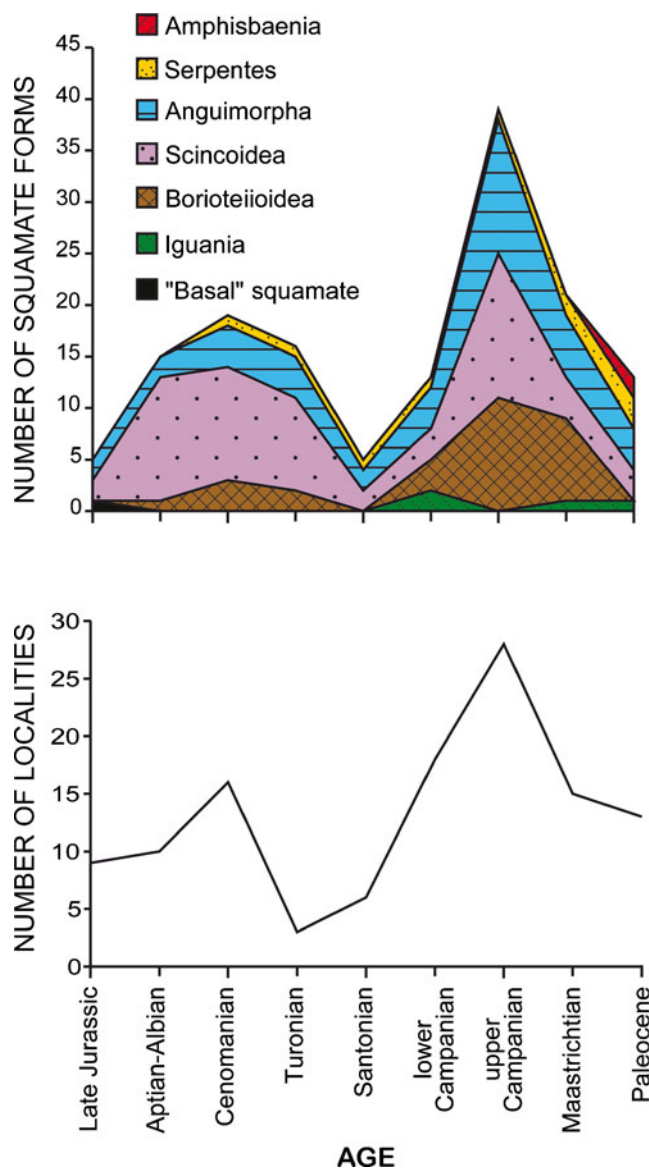 Amphisbaenia
Serpentes
Anguimorpha
Scincoidea
Borioteiioidea
Iguania
"Basal" squamate
NUMBER OF SQUAMATE FORMS
45
40
35
30
25
20
15
10
5
0
NUMBER OF LOCALITIES
30
25
20
15
10
5
0
Late Jurassic
Aptian-Albian
Cenomanian
Turonian
Santonian
lower
Campanian
upper
Campanian
Maastrichtian
Paleocene
AGE